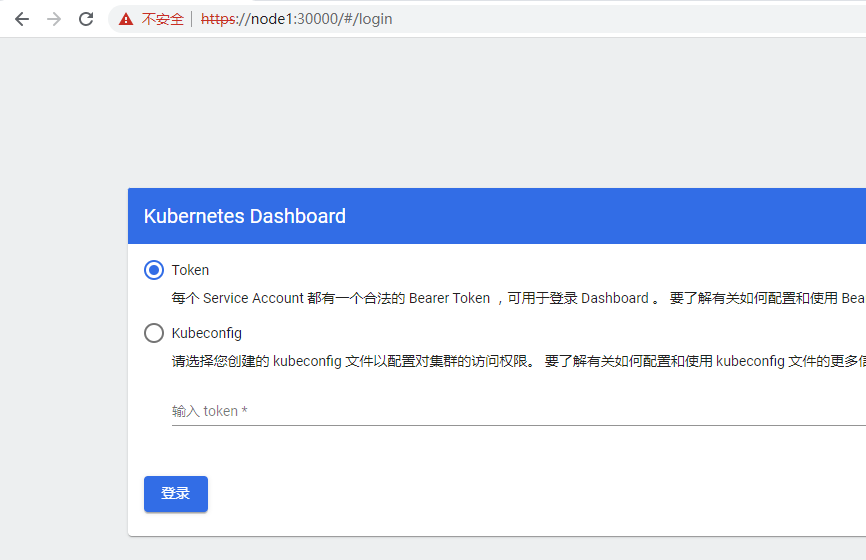 不安全 | https://node1:30000/#/login
Kubernetes Dashboard
Token
每个 Service Account 都有一个合法的 Bearer Token ，可用于登录 Dashboard 。 要了解有关如何配置和使用 Bea
Kubeconfig
请选择您创建的 kubeconfig 文件以配置对集群的访问权限。 要了解有关如何配置和使用 kubeconfig 文件的更多
输入 token *
登录